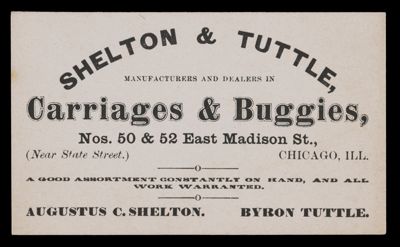 SHELTON & TUTTLE,
MANUFACTURERS AND DEALERS IN
Carriages & Buggies,
Nos. 50 & 52 East Madison St.,
(Near State Street.) CHICAGO, ILL.
A GOOD ASSORTMENT CONSTANTLY ON HAND, AND ALL
WORK WARRANTED.
AUGUSTUS C. SHELTON. BYRON TUTTLE.